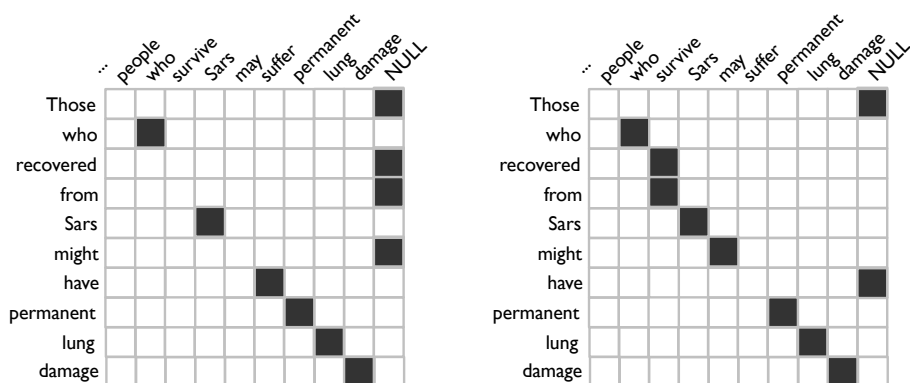 ... people who survive Sars may suffer permanent lung damage NULL
Those
who
recovered
from
Sars
might
have
permanent
lung
damage
... people who survive Sars may suffer permanent lung damage NULL
Those
who
recovered
from
Sars
might
have
permanent
lung
damage